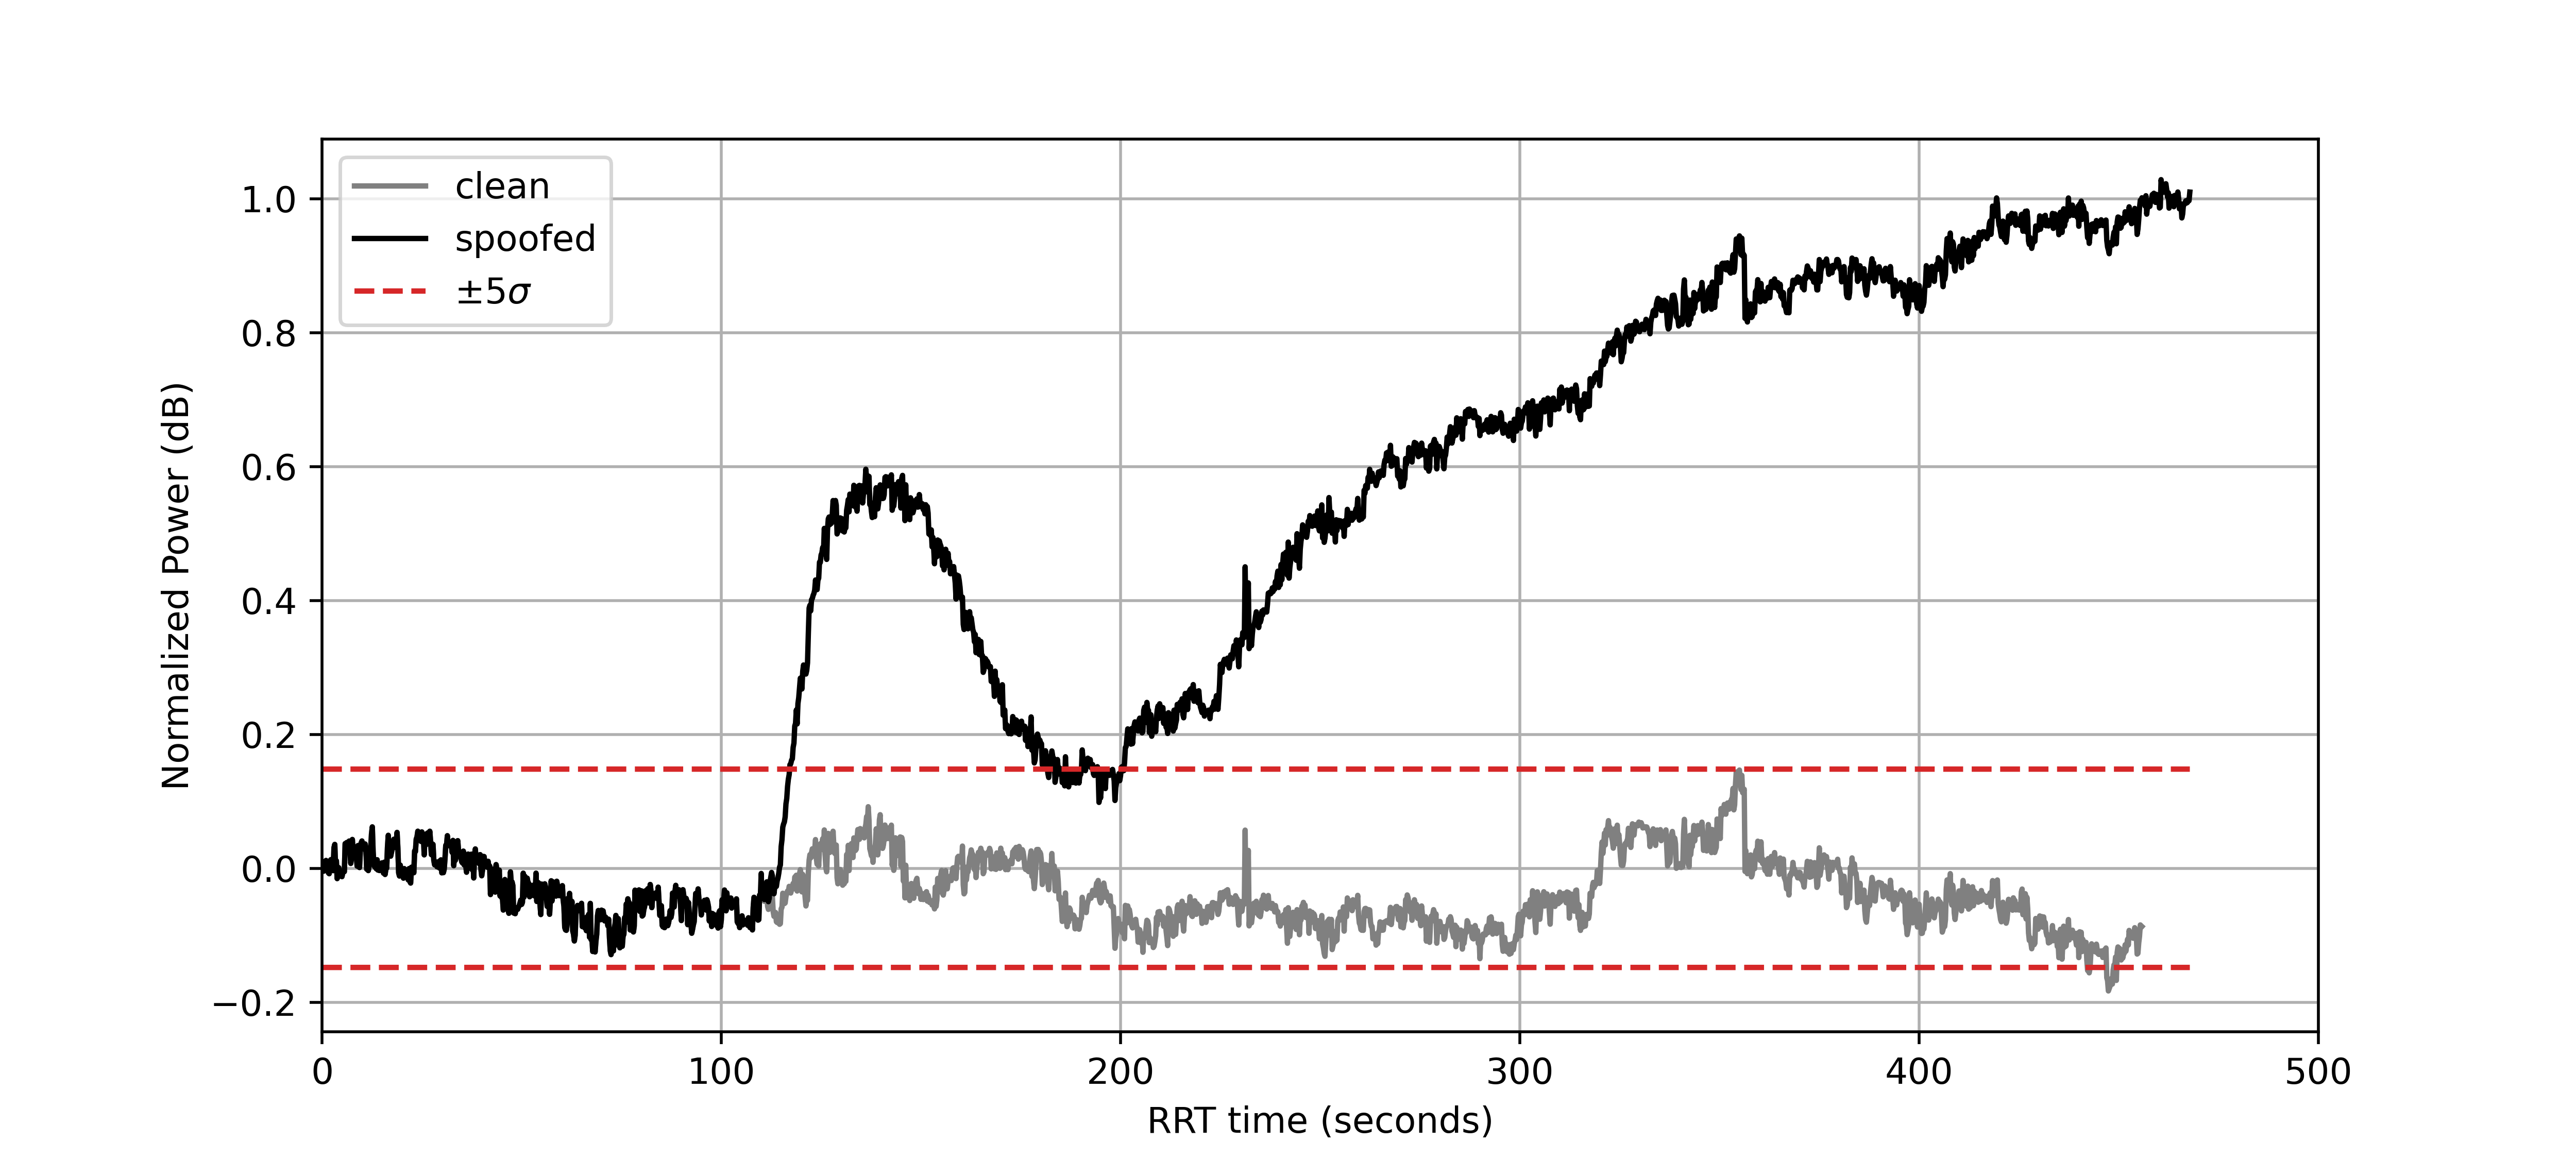 clean
spoofed
±5σ
1.0
0.8
0.6
0.4
0.2
0.0
−0.2
Normalized Power (dB)
0 100 200 300 400 500
RRT time (seconds)